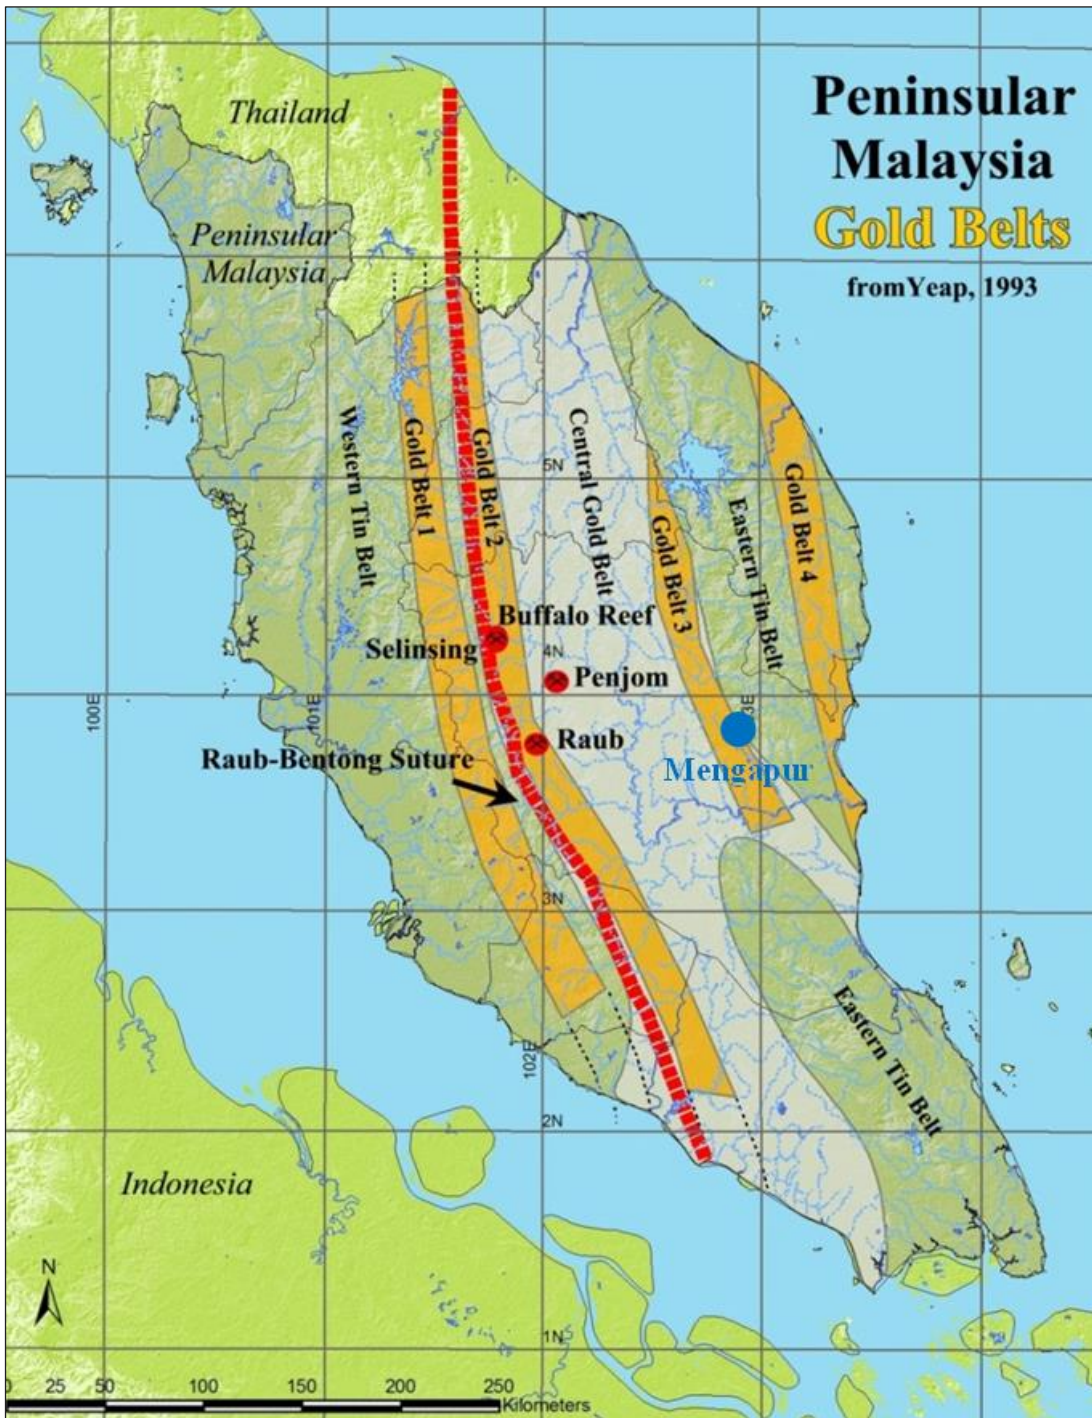 Peninsular
Malaysia
Gold Belts
fromYeap, 1993
Thailand
Peninsular
Malaysia
Western Tin Belt
Gold Belt 1
Gold Belt 2
Central Gold Belt
Gold Belt 3
Eastern Tin Belt
Gold Belt 4
5N
Buffalo Reef
Selinsing
4N
Penjom
100E
101E
3E
Raub
Raub-Bentong Suture
Mengapur
3N
Eastern Tin Belt
102E
2N
Indonesia
N
1N
0 25 50 100 150 200 250
Kilometers